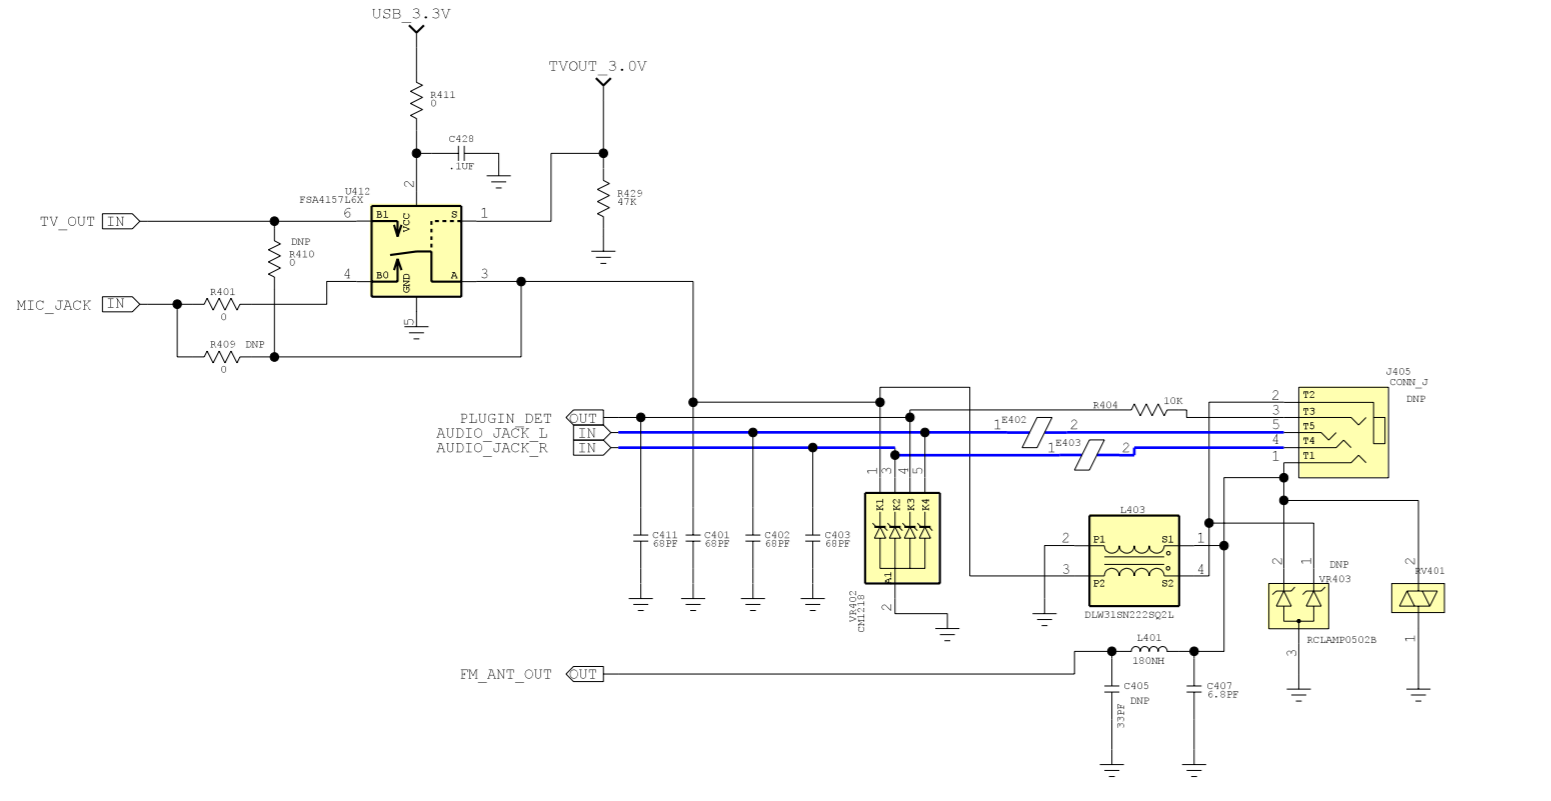 USB_3.3V
TVOUT_3.0V
R411
0
C428
.1UF
2
U412
FSA4157L6X
R429
47K
TV_OUT IN
6 B1 VCC S 1
DNP
R410
0
4 B0 GND A 3
MIC_JACK IN
R401
0
5
R409 DNP
0
J405
CONN_J
DNP
PLUGIN_DET OUT
AUDIO_JACK_L IN
AUDIO_JACK_R IN
R404 10K
1 E402 2
1 E403 2
2 T2
3 T3
5 T5
4 T4
1 T1
1 3 4 5
K1 K2 K3 K4
A1
2
VR402
CM1218
C411
68PF
C401
68PF
C402
68PF
C403
68PF
L403
2 P1 S1 1
3 P2 S2 4
DLW31SN222SQ2L
2 1
DNP
VR403
RCLAMP0502B
3
2
RV401
1
L401
180NH
FM_ANT_OUT OUT
C405
DNP
33PF
C407
6.8PF